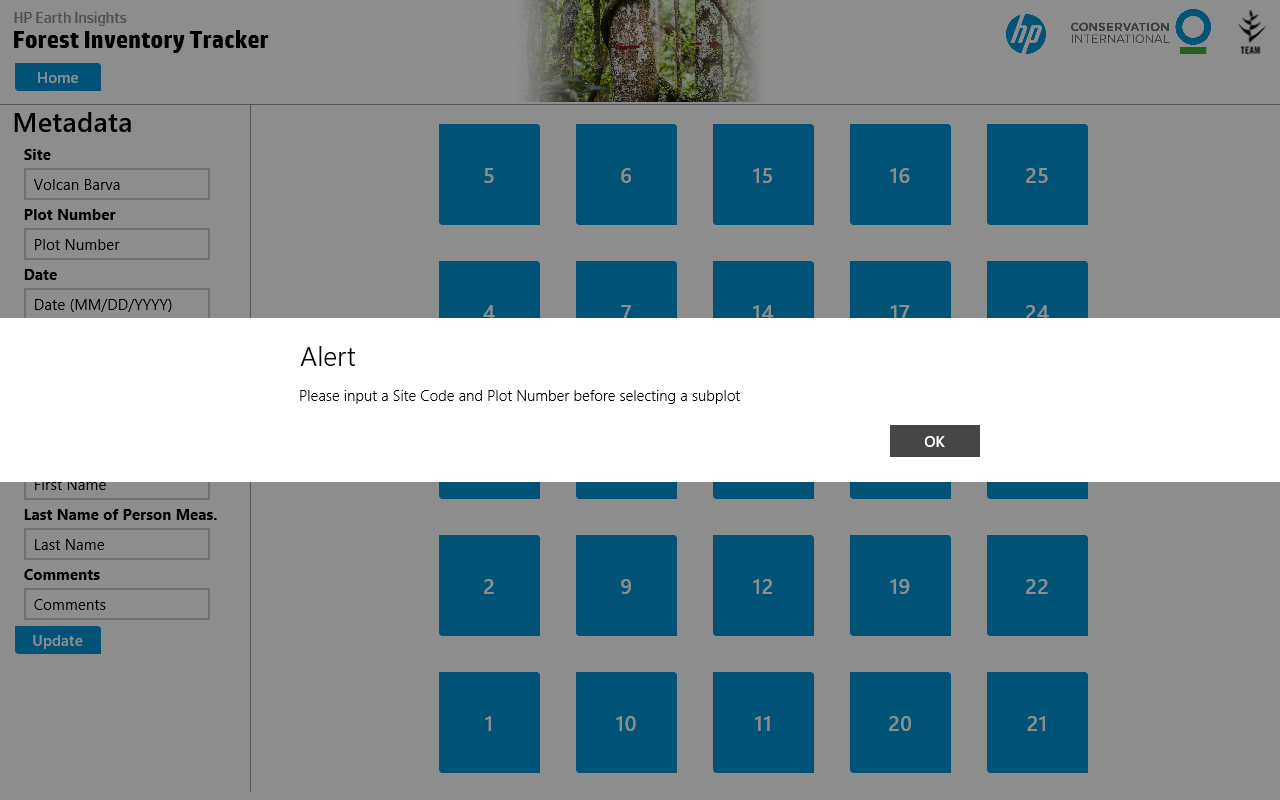 HP Earth Insights
Forest Inventory Tracker
Home
hp
CONSERVATION
INTERNATIONAL
TEAM
Metadata
Site
Volcan Barva
Plot Number
Plot Number
Date
Date (MM/DD/YYYY)
5 6 15 16 25
4 7 14 17 24
Alert
Please input a Site Code and Plot Number before selecting a subplot
OK
First Name
Last Name of Person Meas.
Last Name
Comments
Comments
Update
2 9 12 19 22
1 10 11 20 21